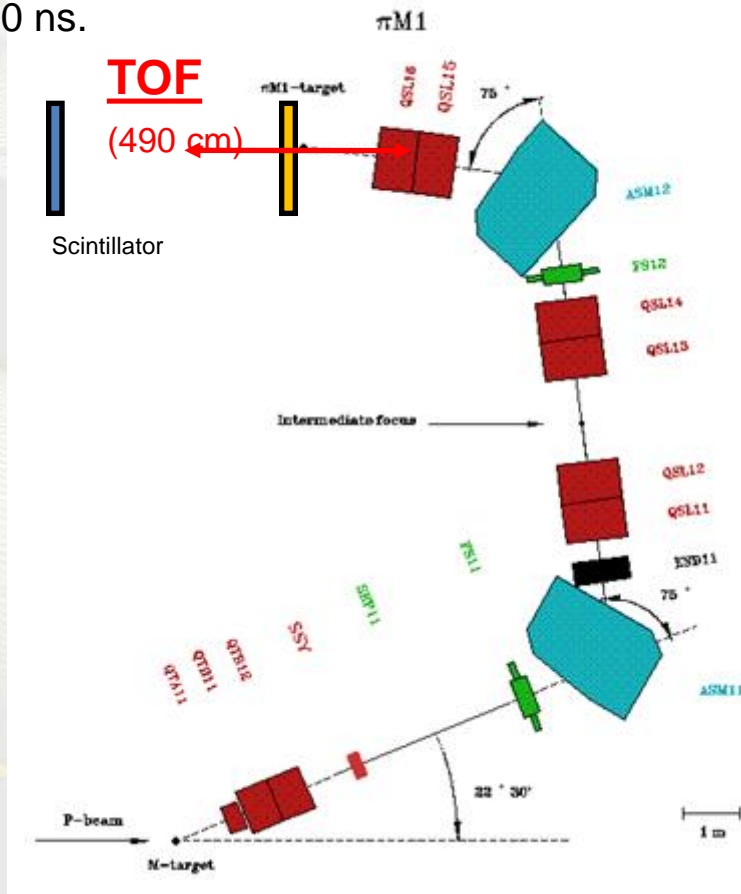 0 ns.
πM1
TOF
(490 cm)
πM1-target
QSL16
QSL15
75 °
Scintillator
ASM12
FS12
QSL14
QSL13
Intermediate focus
QSL12
QSL11
FS11
75 °
SSY
QTB12
QTB11
QTA11
ASM11
22 ° 30'
P-beam
M-target
1 m